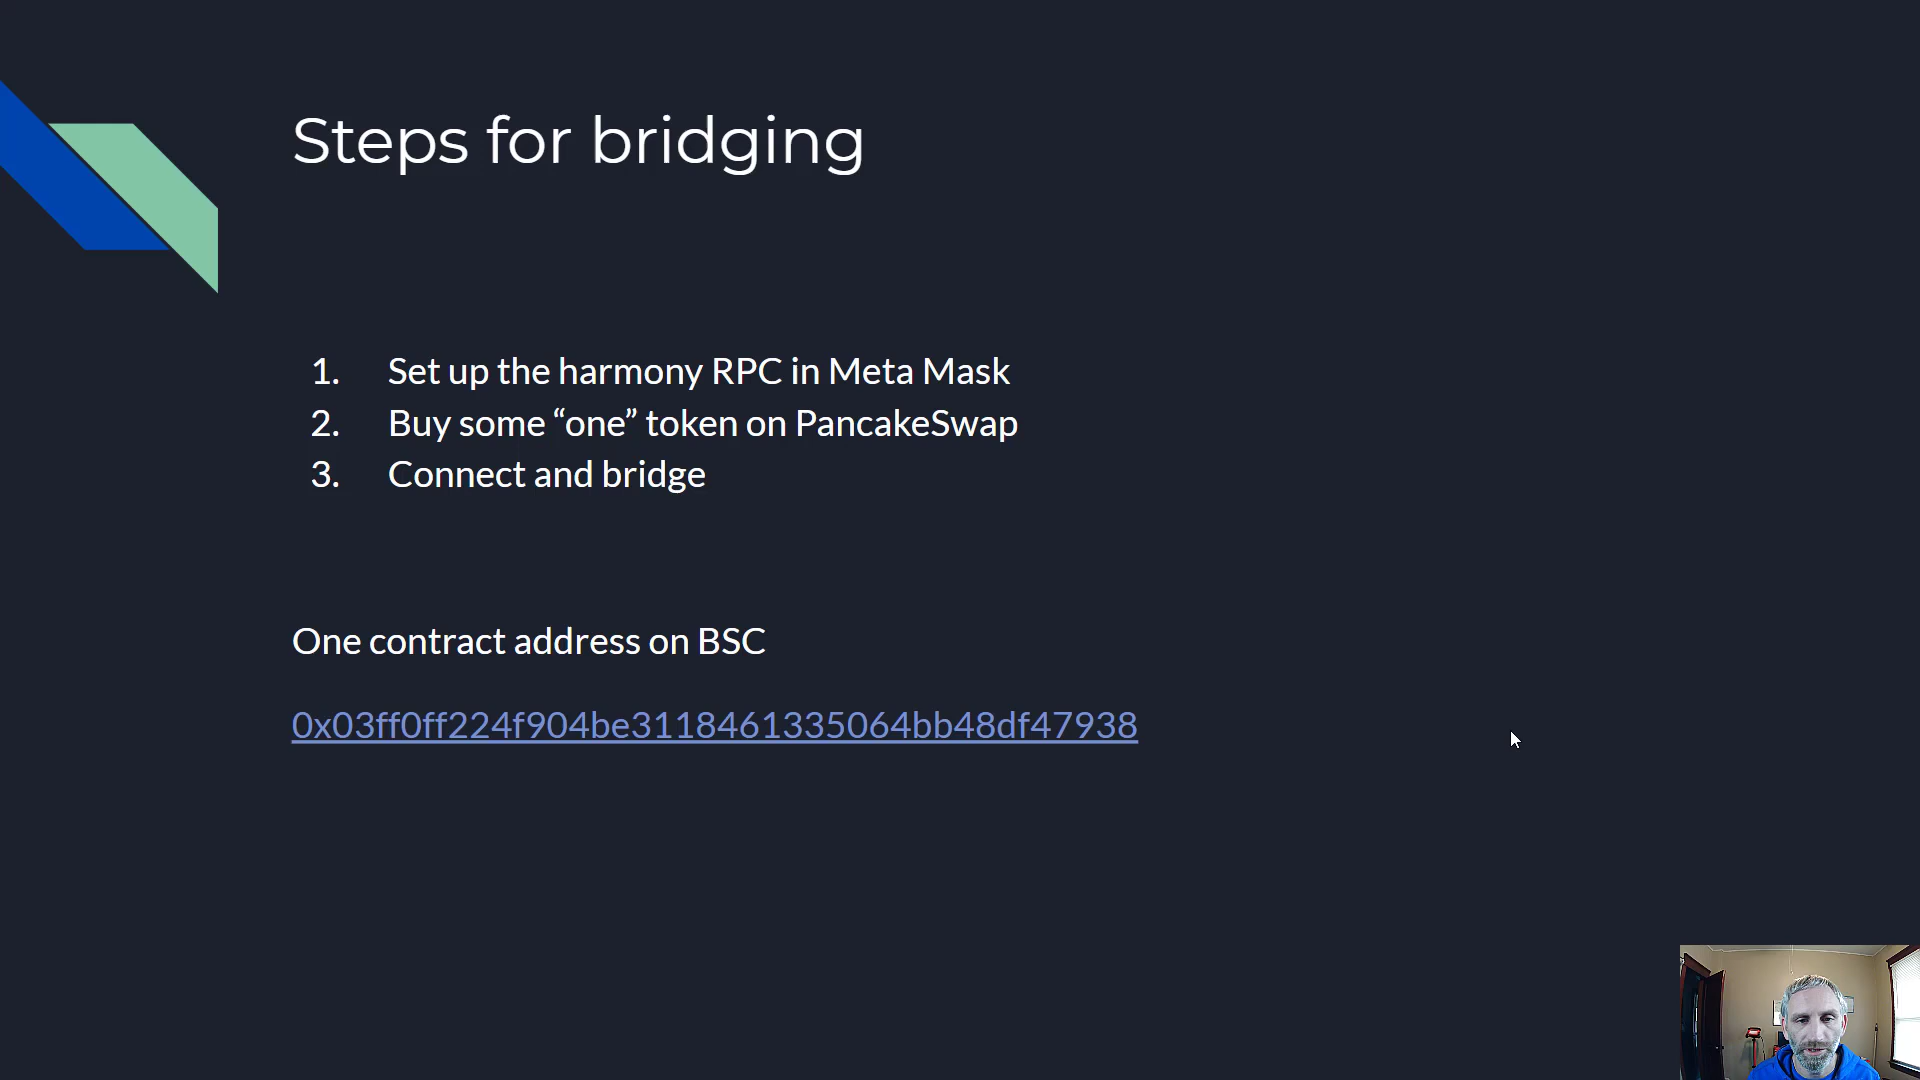 Steps for bridging
1. Set up the harmony RPC in Meta Mask
2. Buy some “one” token on PancakeSwap
3. Connect and bridge
One contract address on BSC
0x03ff0ff224f904be3118461335064bb48df47938